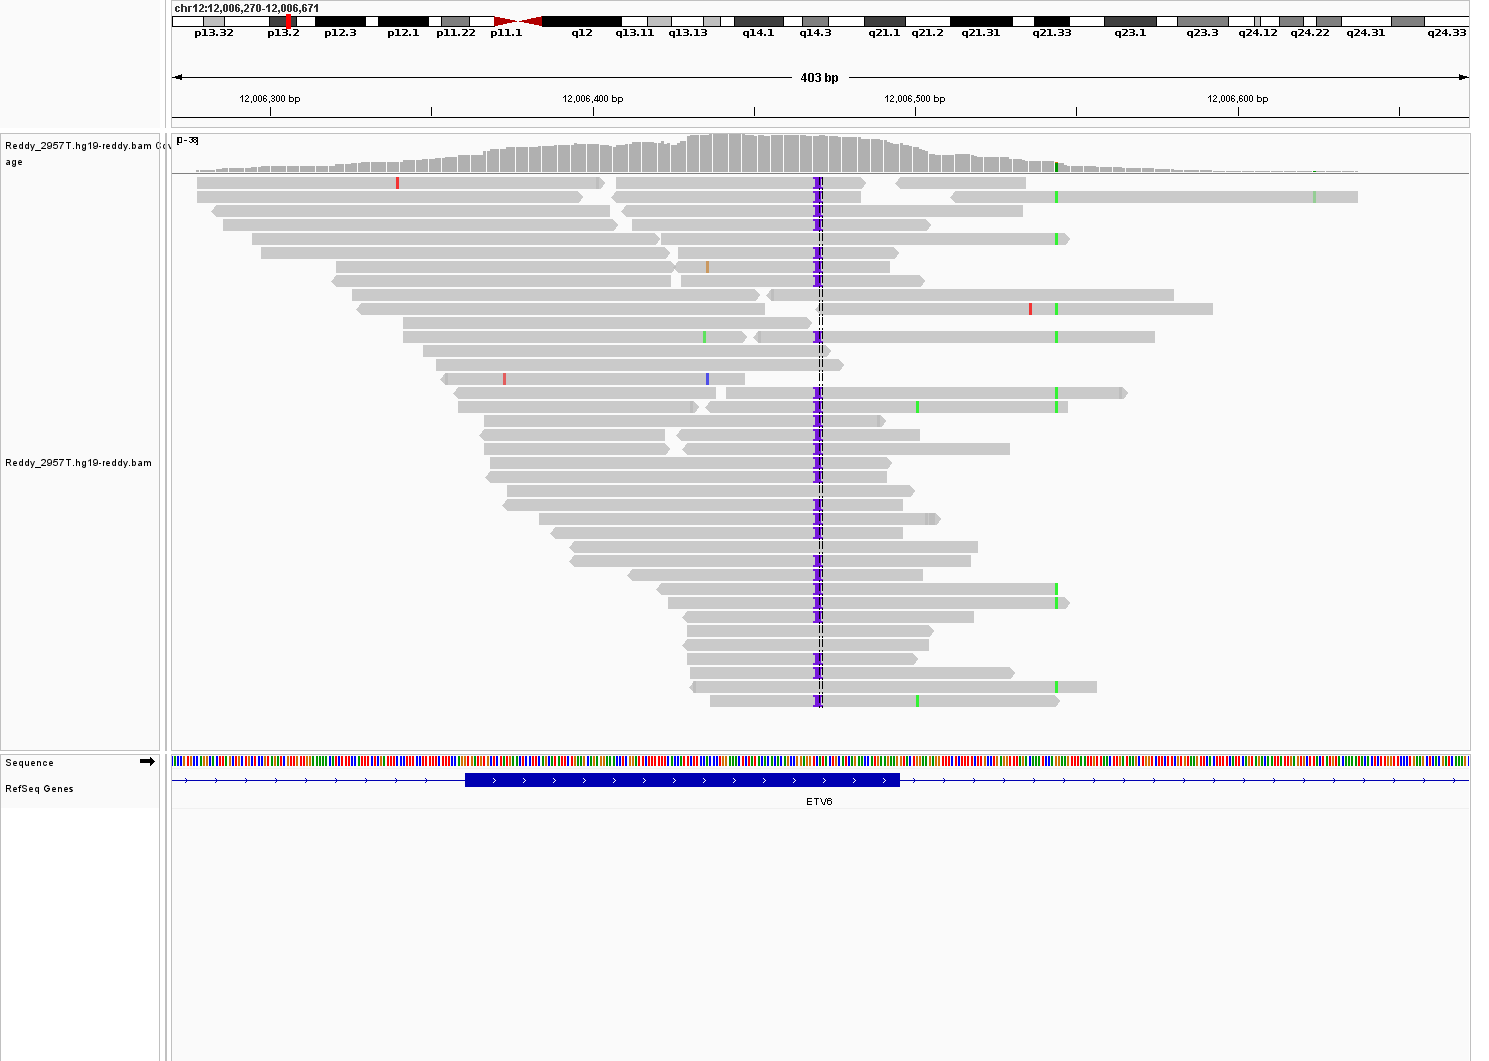 chr12:12,006,270-12,006,671
p13.32 p13.2 p12.3 p12.1 p11.22 p11.1 q12 q13.11 q13.13 q14.1 q14.3 q21.1 q21.2 q21.31 q21.33 q23.1 q23.3 q24.12 q24.22 q24.31 q24.33
403 bp
12,006,300 bp 12,006,400 bp 12,006,500 bp 12,006,600 bp
[0-38]
Reddy_2957T.hg19-reddy.bam Cov
age
Reddy_2957T.hg19-reddy.bam
Sequence
RefSeq Genes
ETV6